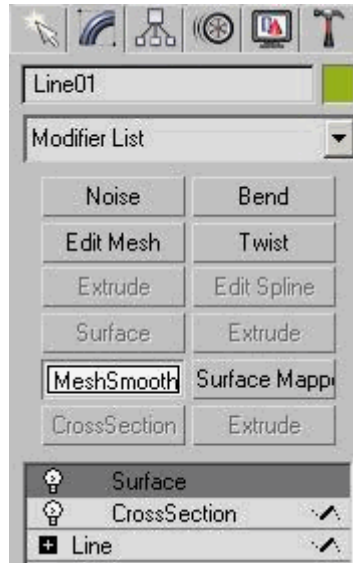 Line01
Modifier List
Noise Bend
Edit Mesh Twist
Extrude Edit Spline
Surface Extrude
MeshSmooth Surface Mapp
CrossSection Extrude
Surface
CrossSection
Line